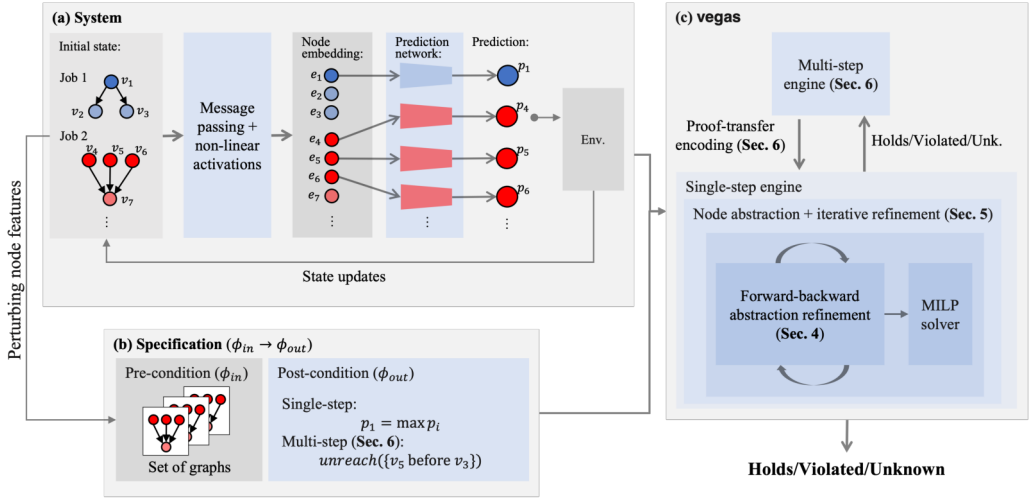 (a) System
Initial state:
Job 1
v1
v2
v3
Job 2
v4
v5
v6
v7
⋮
Message
passing +
non-linear
activations
Node
embedding:
e1
e2
e3
e4
e5
e6
e7
⋮
Prediction
network:
Prediction:
p1
p4
p5
p6
⋮
Env.
State updates
Perturbing node features
(b) Specification (ϕin → ϕout)
Pre-condition (ϕin)
Set of graphs
Post-condition (ϕout)
Single-step:
p1 = max pi
Multi-step (Sec. 6):
unreach({v5 before v3})
(c) vegas
Multi-step
engine (Sec. 6)
Proof-transfer
encoding (Sec. 6)
Holds/Violated/Unk.
Single-step engine
Node abstraction + iterative refinement (Sec. 5)
Forward-backward
abstraction refinement
(Sec. 4)
MILP
solver
Holds/Violated/Unknown